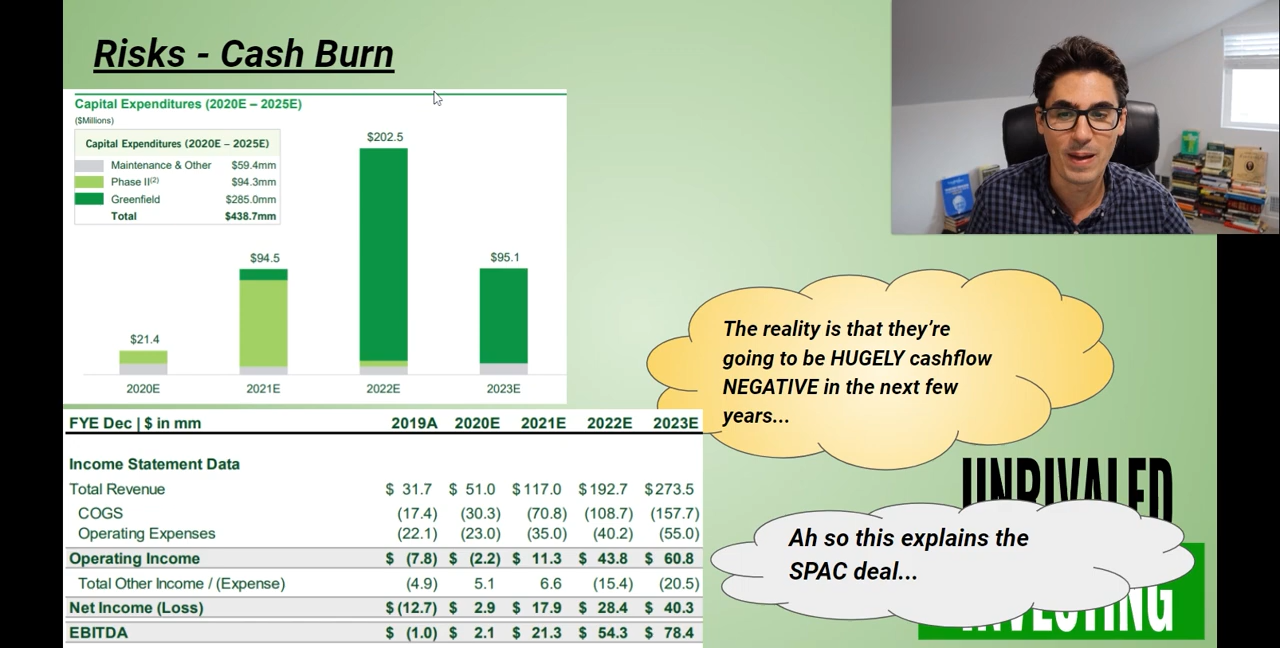 Risks - Cash Burn
Capital Expenditures (2020E – 2025E)
($Millions)
Capital Expenditures (2020E – 2025E)
Maintenance & Other $59.4mm
Phase II(2) $94.3mm
Greenfield $285.0mm
Total $438.7mm
$202.5
$94.5
$95.1
$21.4
2020E 2021E 2022E 2023E
The reality is that they're
going to be HUGELY cashflow
NEGATIVE in the next few
years...
FYE Dec | $ in mm 2019A 2020E 2021E 2022E 2023E
Income Statement Data
Total Revenue $ 31.7 $ 51.0 $117.0 $192.7 $273.5
COGS (17.4) (30.3) (70.8) (108.7) (157.7)
Operating Expenses (22.1) (23.0) (35.0) (40.2) (55.0)
Operating Income $ (7.8) $ (2.2) $ 11.3 $ 43.8 $ 60.8
Total Other Income / (Expense) (4.9) 5.1 6.6 (15.4) (20.5)
Net Income (Loss) $ (12.7) $ 2.9 $ 17.9 $ 28.4 $ 40.3
EBITDA $ (1.0) $ 2.1 $ 21.3 $ 54.3 $ 78.4
UNRIVALED
Ah so this explains the
SPAC deal...
INVESTING